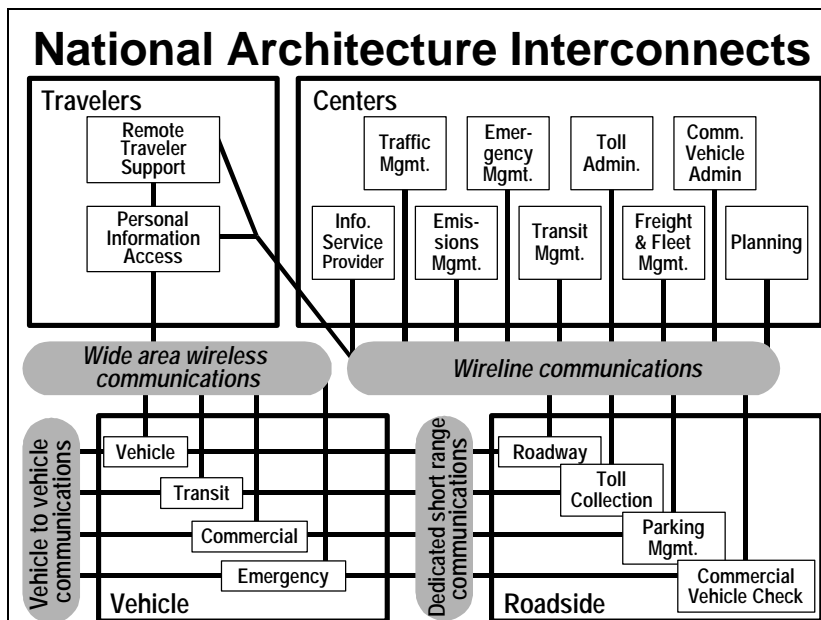 National Architecture Interconnects
Travelers
Remote
Traveler
Support
Personal
Information
Access
Centers
Traffic
Mgmt.
Emer-
gency
Mgmt.
Toll
Admin.
Comm.
Vehicle
Admin
Info.
Service
Provider
Emis-
sions
Mgmt.
Transit
Mgmt.
Freight
& Fleet
Mgmt.
Planning
Wide area wireless
communications
Wireline communications
Vehicle to vehicle
communications
Vehicle
Transit
Commercial
Emergency
Vehicle
Dedicated short range
communications
Roadway
Toll
Collection
Parking
Mgmt.
Commercial
Vehicle Check
Roadside